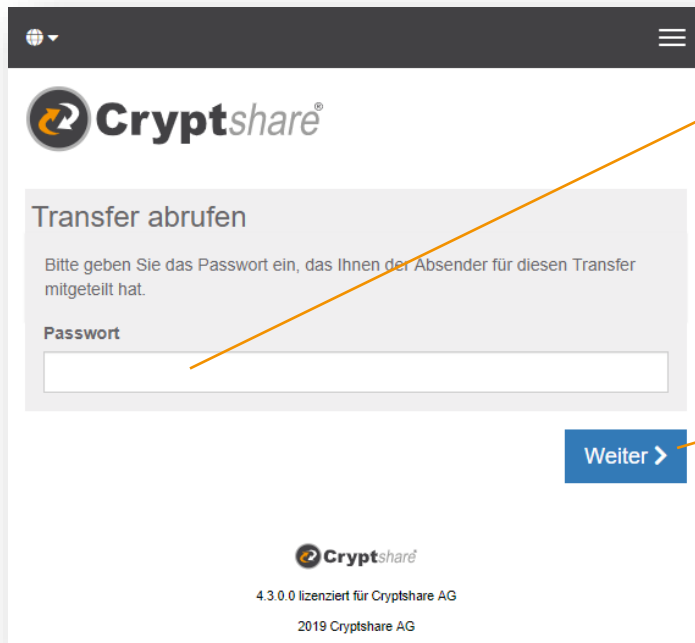 Cryptshare®
Transfer abrufen
Bitte geben Sie das Passwort ein, das Ihnen der Absender für diesen Transfer
mitgeteilt hat.
Passwort
Weiter
Cryptshare®
4.3.0.0 lizenziert für Cryptshare AG
2019 Cryptshare AG